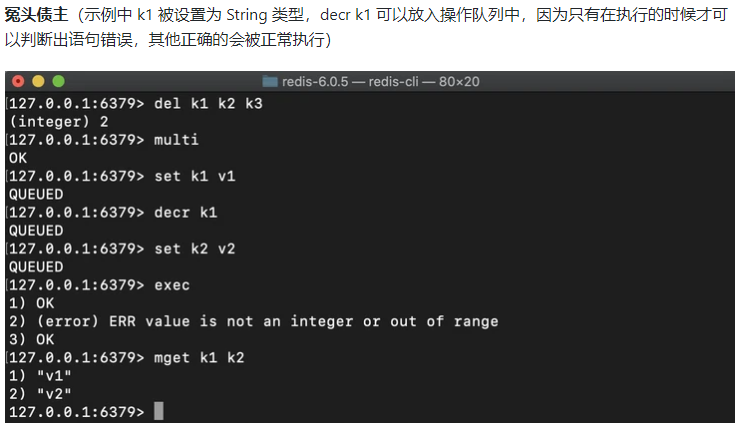 冤头债主（示例中 k1 被设置为 String 类型，decr k1 可以放入操作队列中，因为只有在执行的时候才可
以判断出语句错误，其他正确的会被正常执行）
redis-6.0.5 — redis-cli — 80×20
[127.0.0.1:6379> del k1 k2 k3
(integer) 2
[127.0.0.1:6379> multi
OK
[127.0.0.1:6379> set k1 v1
QUEUED
[127.0.0.1:6379> decr k1
QUEUED
[127.0.0.1:6379> set k2 v2
QUEUED
[127.0.0.1:6379> exec
1) OK
2) (error) ERR value is not an integer or out of range
3) OK
[127.0.0.1:6379> mget k1 k2
1) "v1"
2) "v2"
127.0.0.1:6379>